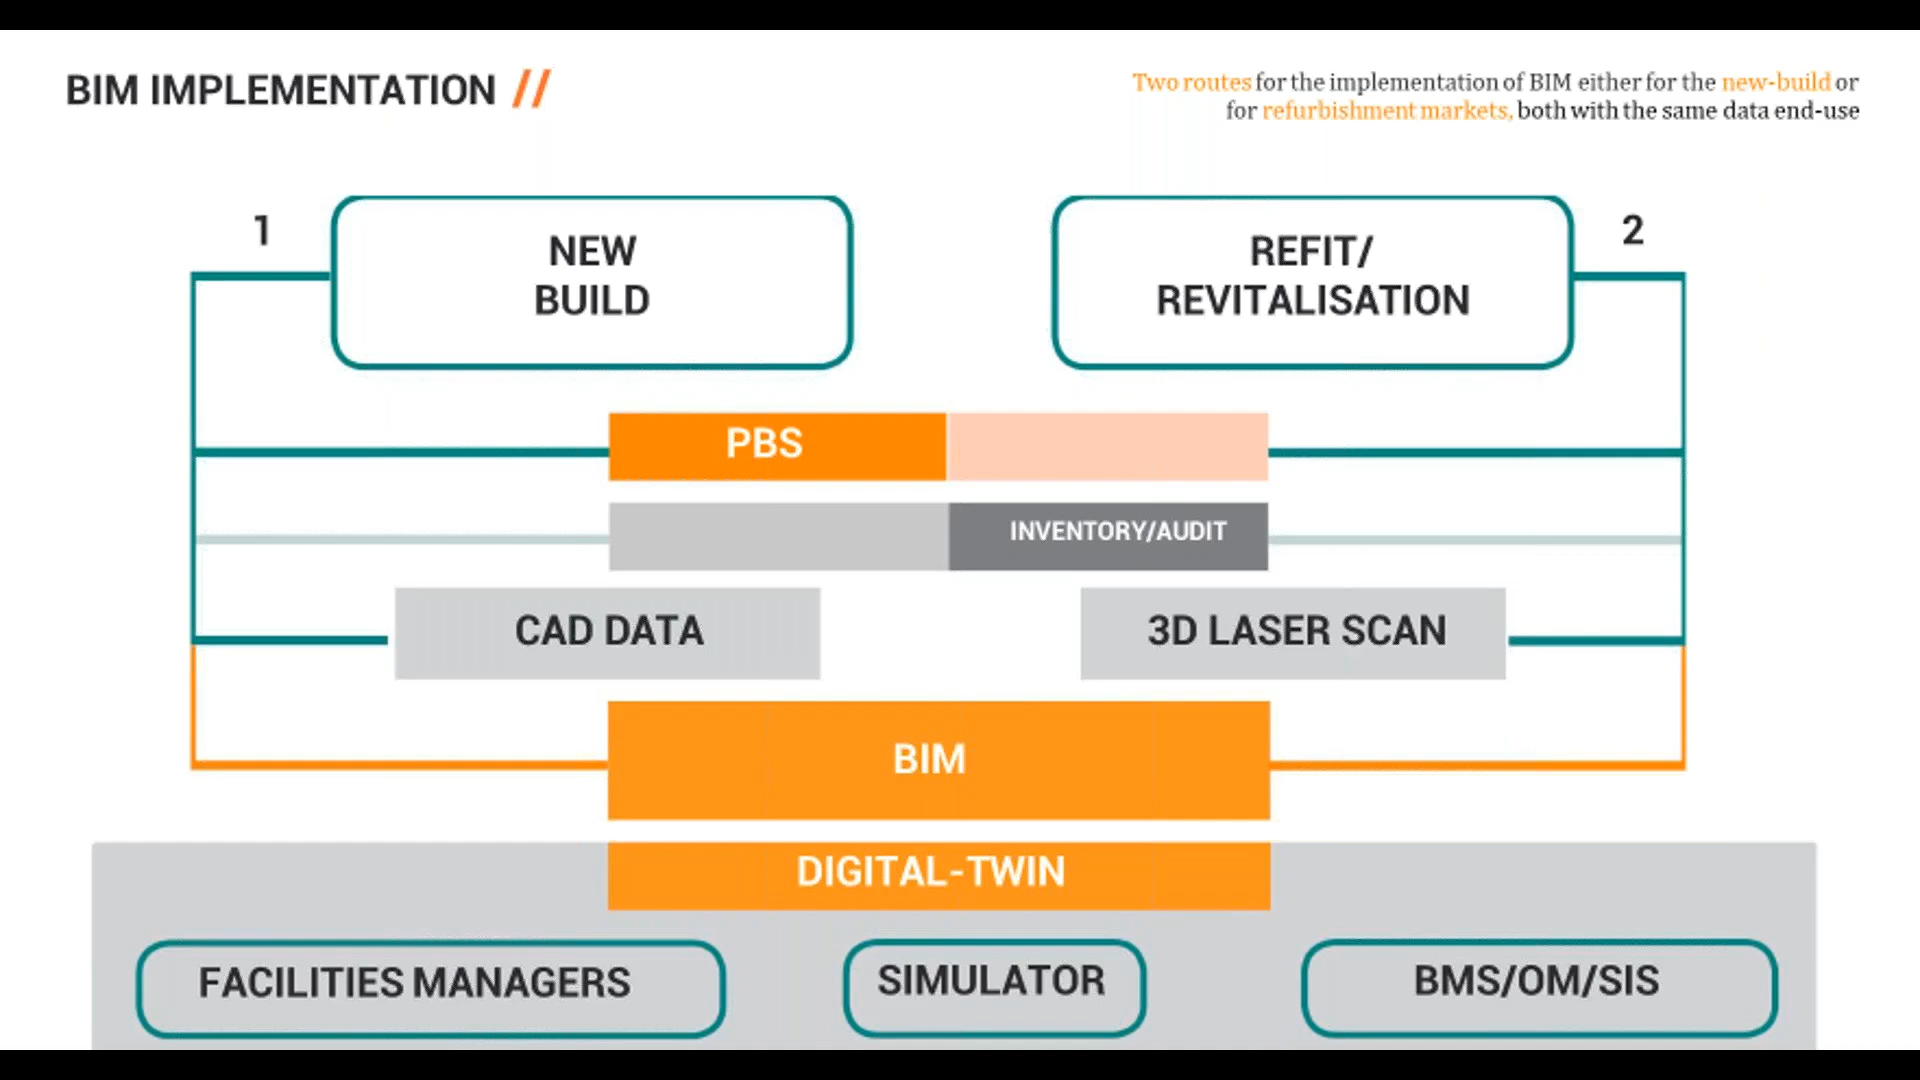 BIM IMPLEMENTATION //
Two routes for the implementation of BIM either for the new-build or
for refurbishment markets, both with the same data end-use
1
NEW
BUILD
REFIT/
REVITALISATION
2
PBS
INVENTORY/AUDIT
CAD DATA
3D LASER SCAN
BIM
DIGITAL-TWIN
FACILITIES MANAGERS
SIMULATOR
BMS/OM/SIS